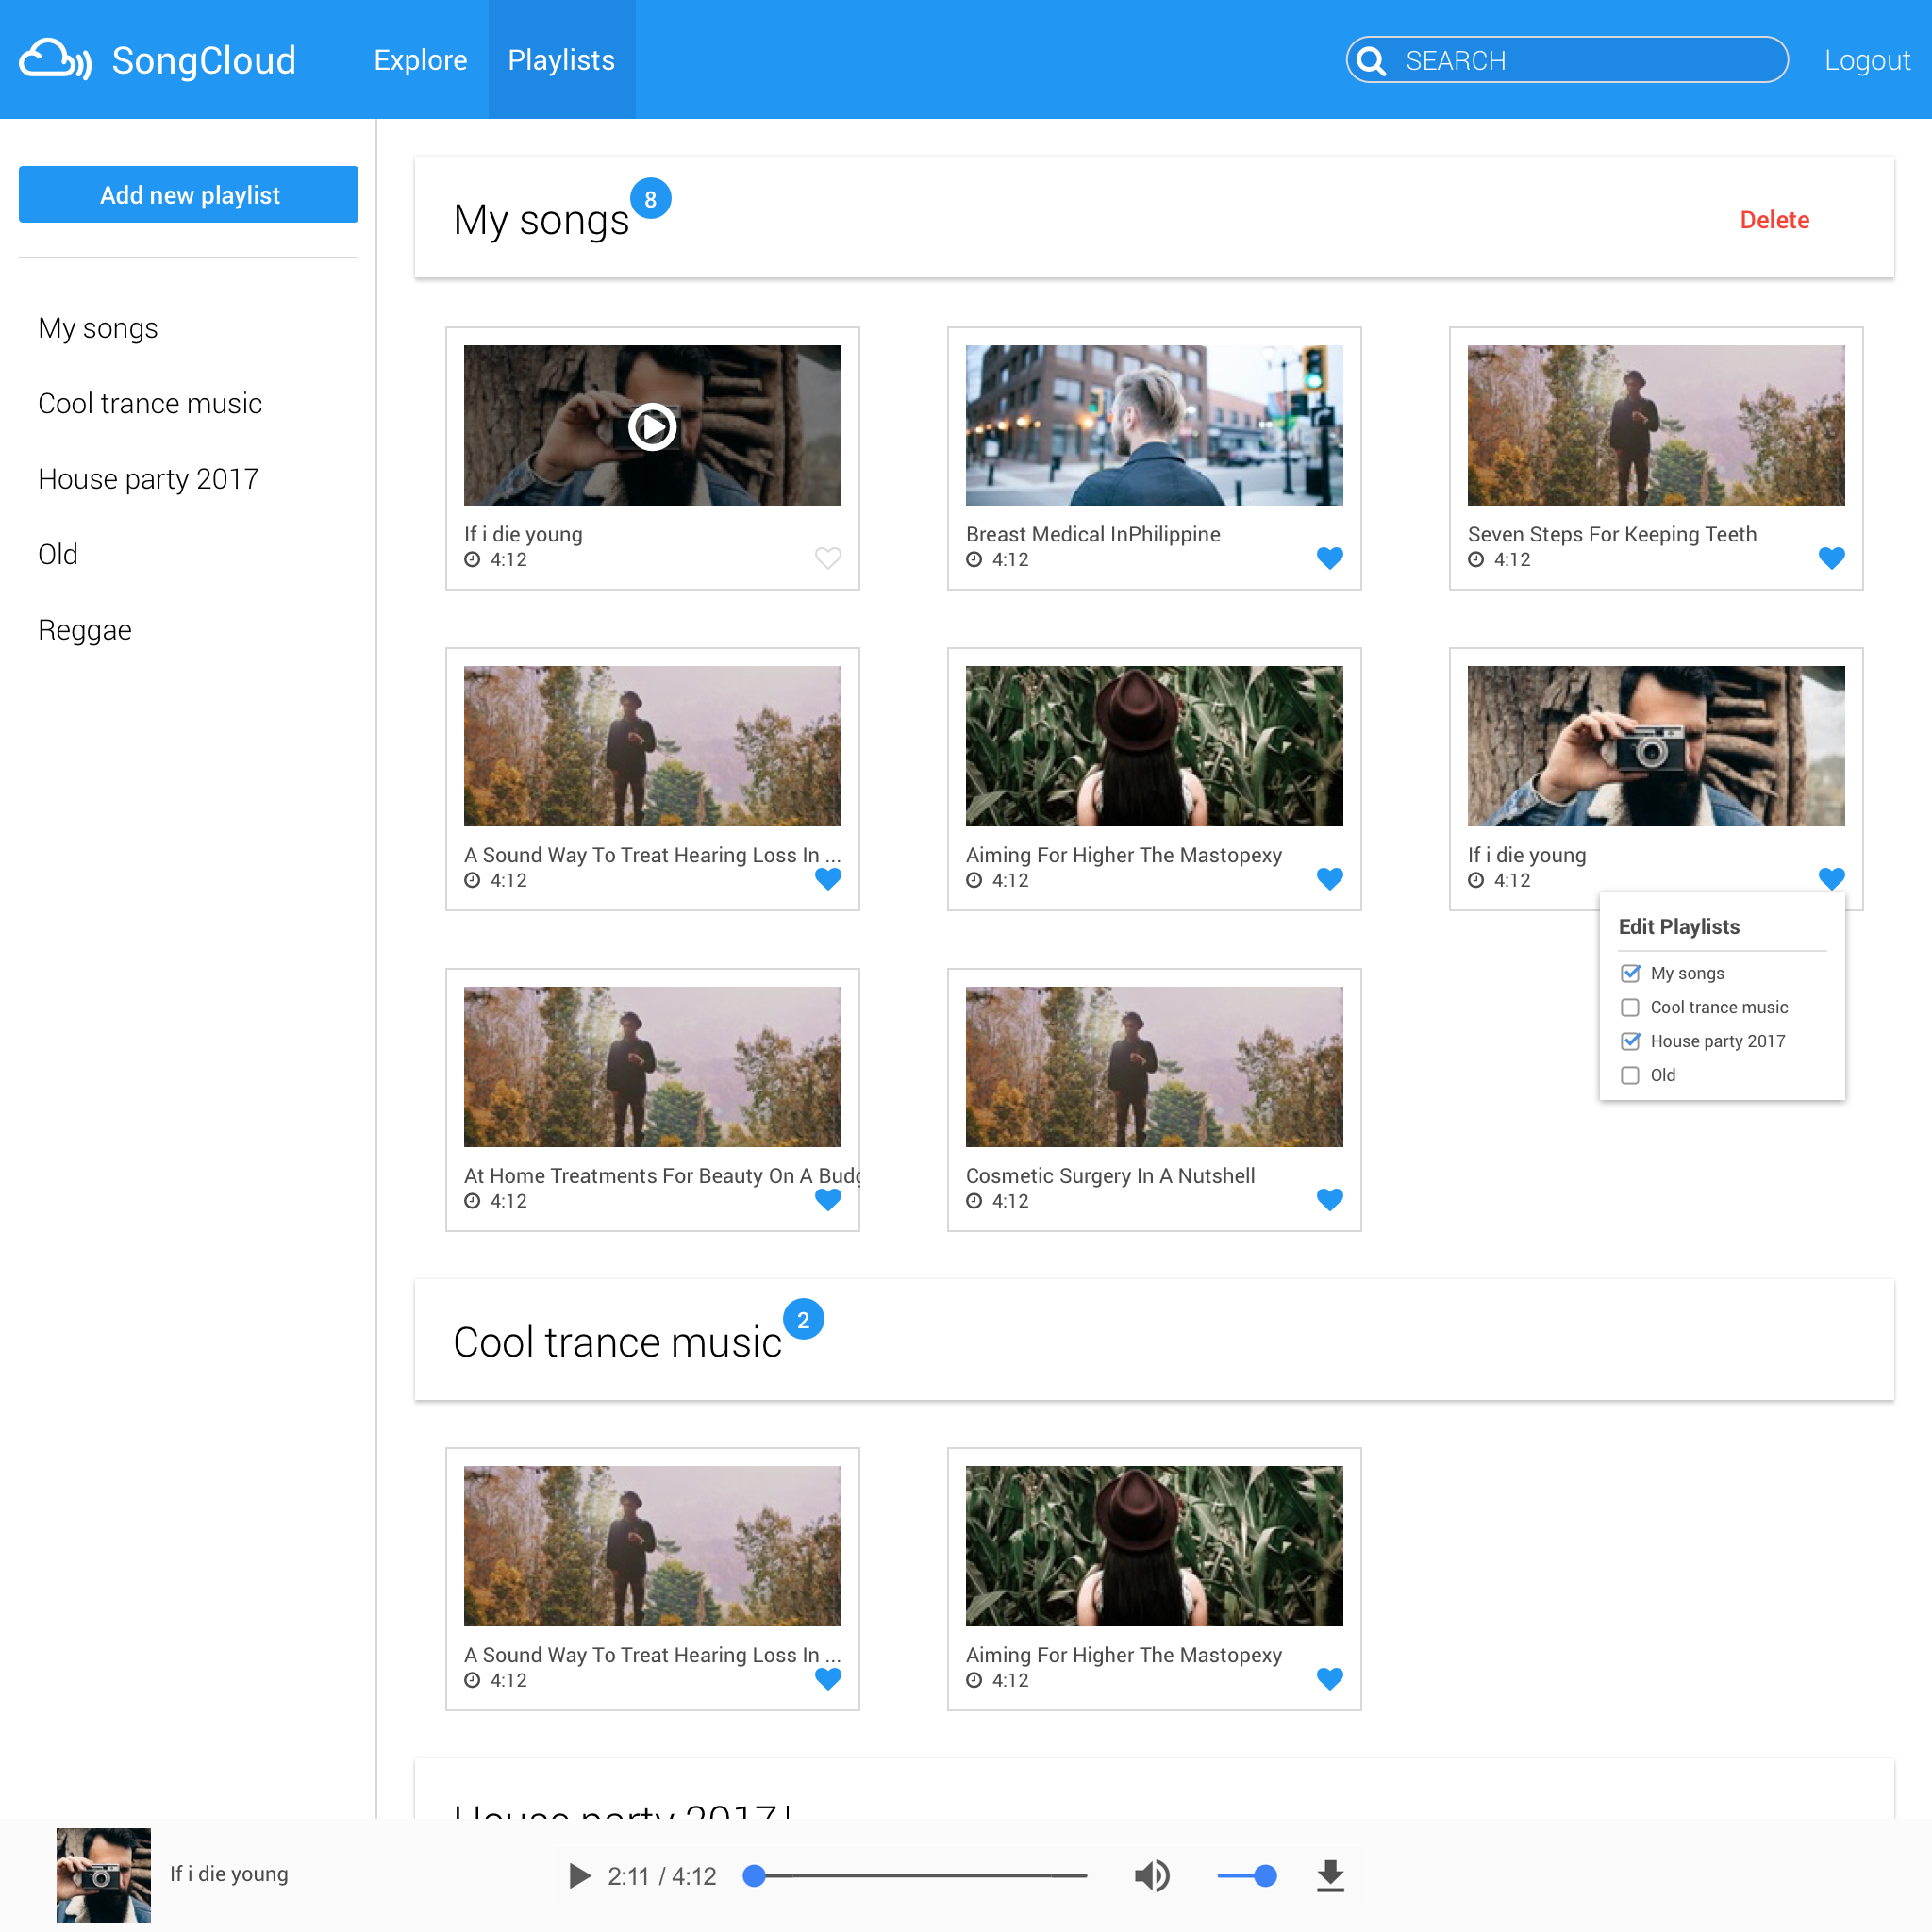 SongCloud
Explore
Playlists
SEARCH
Logout
Add new playlist
My songs
Cool trance music
House party 2017
Old
Reggae
My songs
8
Delete
If i die young
4:12
Breast Medical InPhilippine
4:12
Seven Steps For Keeping Teeth
4:12
A Sound Way To Treat Hearing Loss In ...
4:12
Aiming For Higher The Mastopexy
4:12
If i die young
4:12
Edit Playlists
My songs
Cool trance music
House party 2017
Old
At Home Treatments For Beauty On A Budg
4:12
Cosmetic Surgery In A Nutshell
4:12
Cool trance music
2
A Sound Way To Treat Hearing Loss In ...
4:12
Aiming For Higher The Mastopexy
4:12
House party 2017
If i die young
2:11 / 4:12